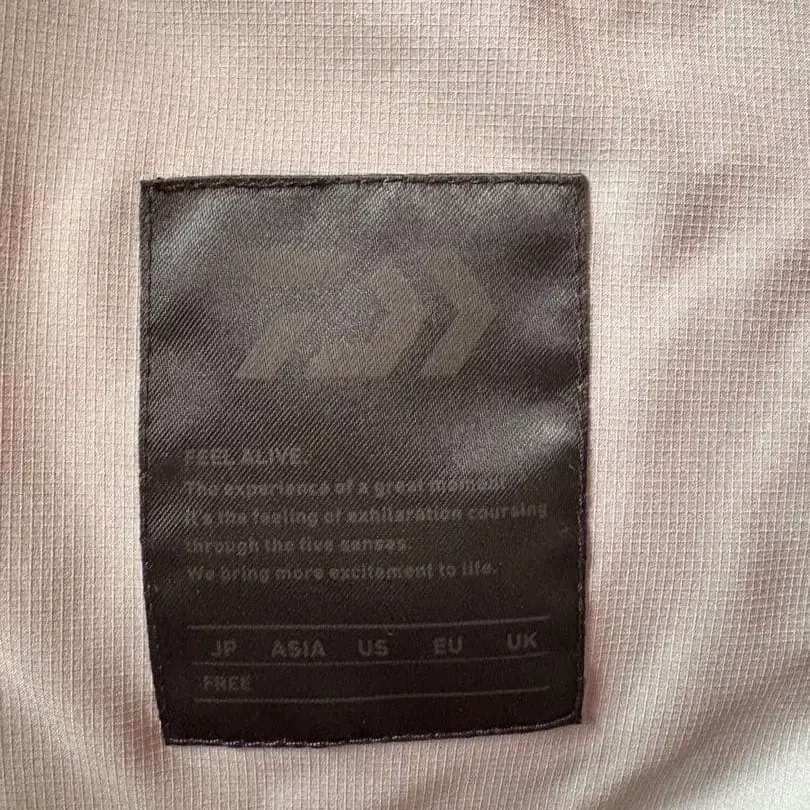 FEEL ALIVE.
The experience of a great moment!
It's the feeling of exhilaration coursing
through the five senses.
We bring more excitement to life.
JP ASIA US EU UK
FREE